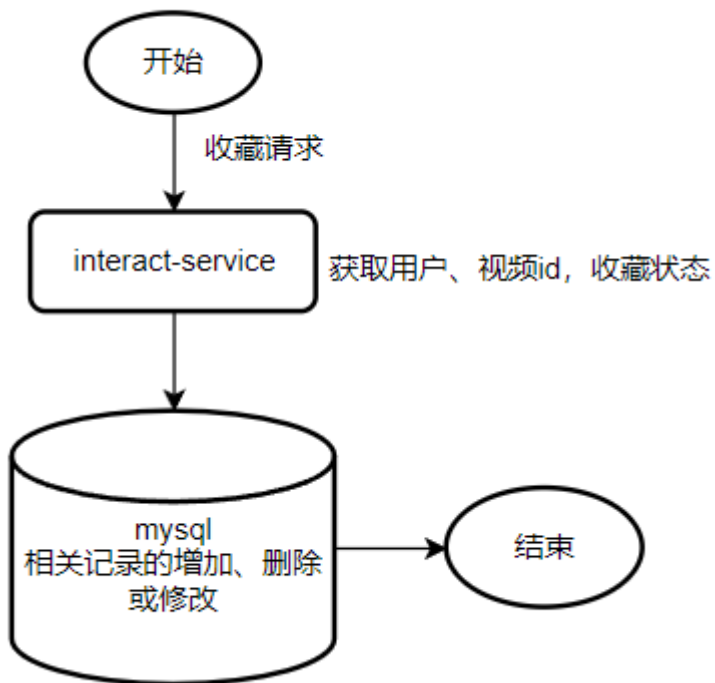 开始
收藏请求
interact-service
获取用户、视频id，收藏状态
mysql
相关记录的增加、删除
或修改
结束